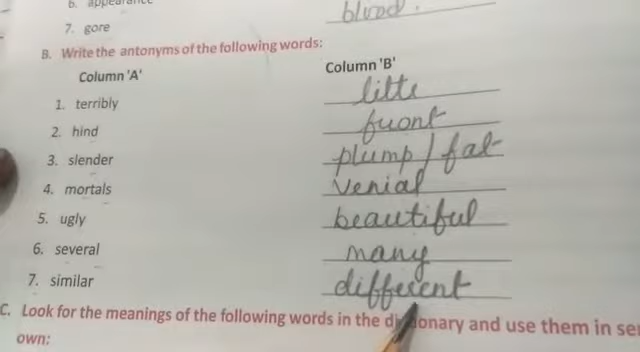 b. appearance
blood.
7. gore
B. Write the antonyms of the following words:
Column 'A' Column 'B'
1. terribly litte
2. hind front
3. slender plump / fat
4. mortals venial
5. ugly beautiful
6. several many
7. similar different
C. Look for the meanings of the following words in the dictionary and use them in se
own: